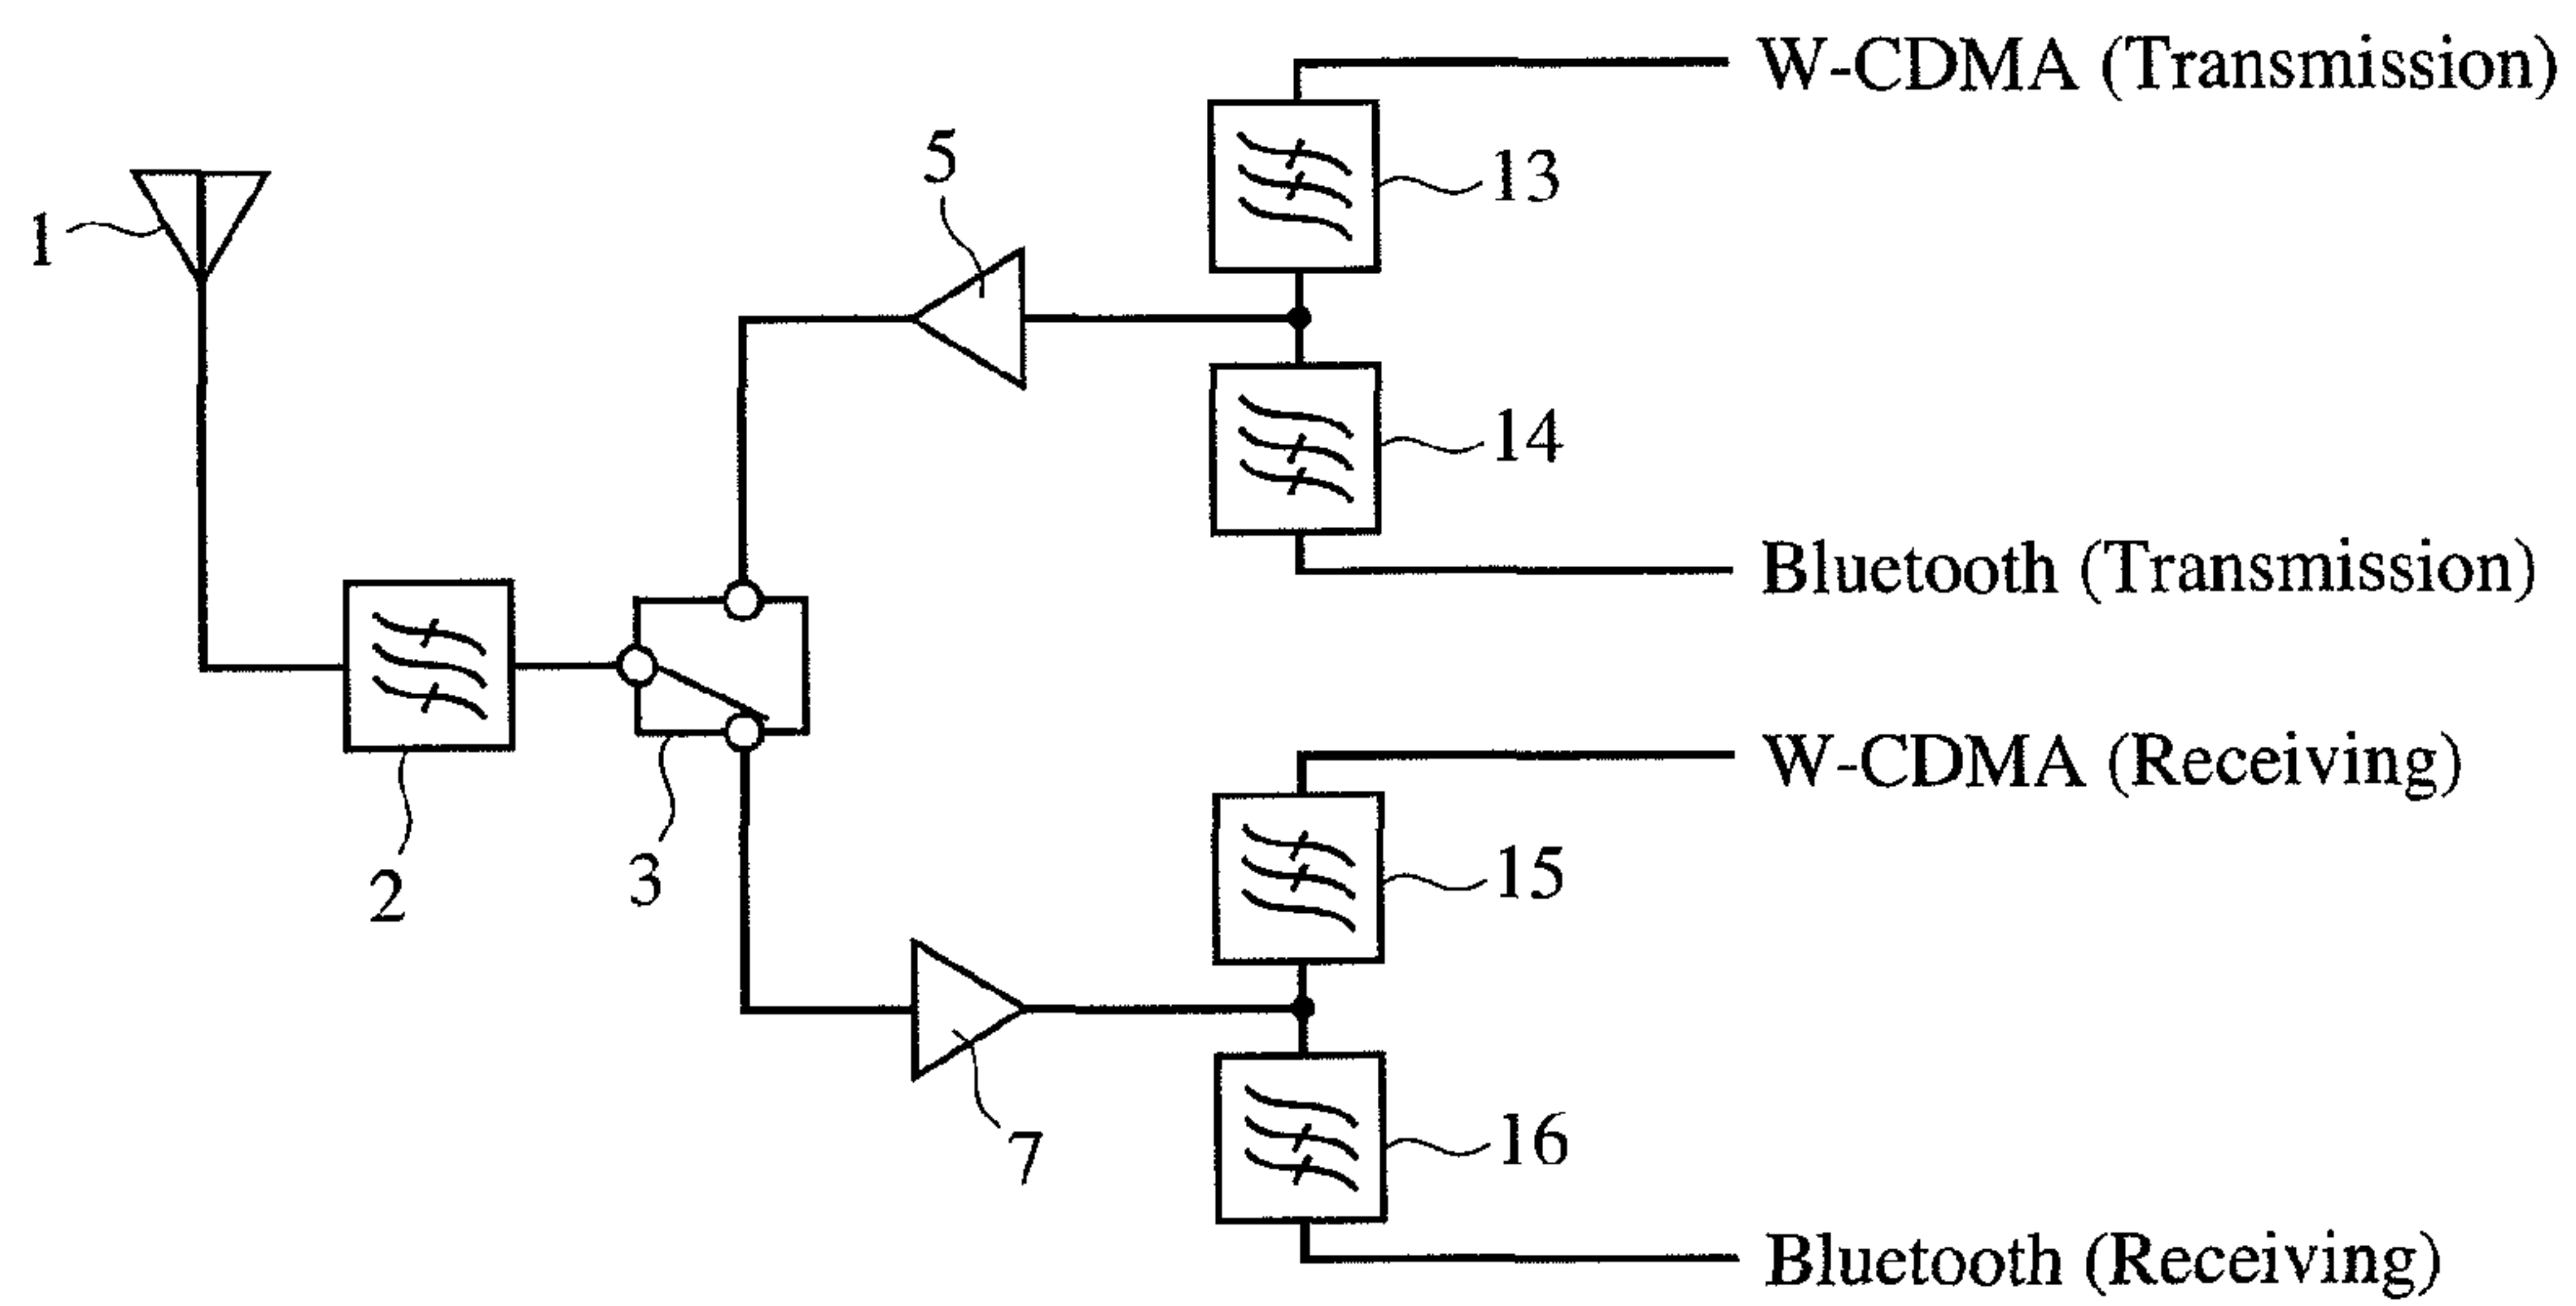 W-CDMA (Transmission)
5
13
1
14
Bluetooth (Transmission)
W-CDMA (Receiving)
2
3
15
7
16
Bluetooth (Receiving)